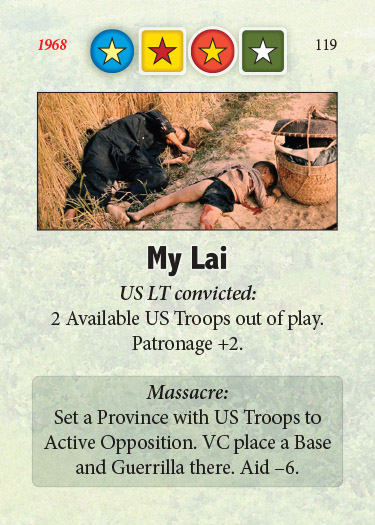 1968 119
My Lai
US LT convicted:
2 Available US Troops out of play.
Patronage +2.
Massacre:
Set a Province with US Troops to
Active Opposition. VC place a Base
and Guerrilla there. Aid –6.